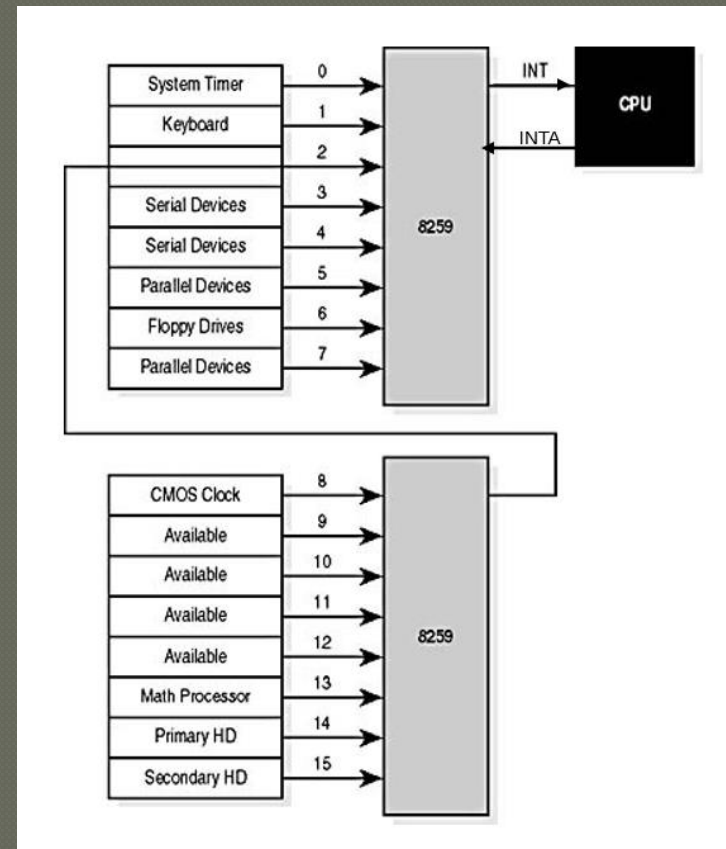 System Timer
0
INT
CPU
Keyboard
1
INTA
2
Serial Devices
3
8259
Serial Devices
4
Parallel Devices
5
Floppy Drives
6
Parallel Devices
7
CMOS Clock
8
Available
9
Available
10
Available
11
Available
12
8259
Math Processor
13
Primary HD
14
Secondary HD
15